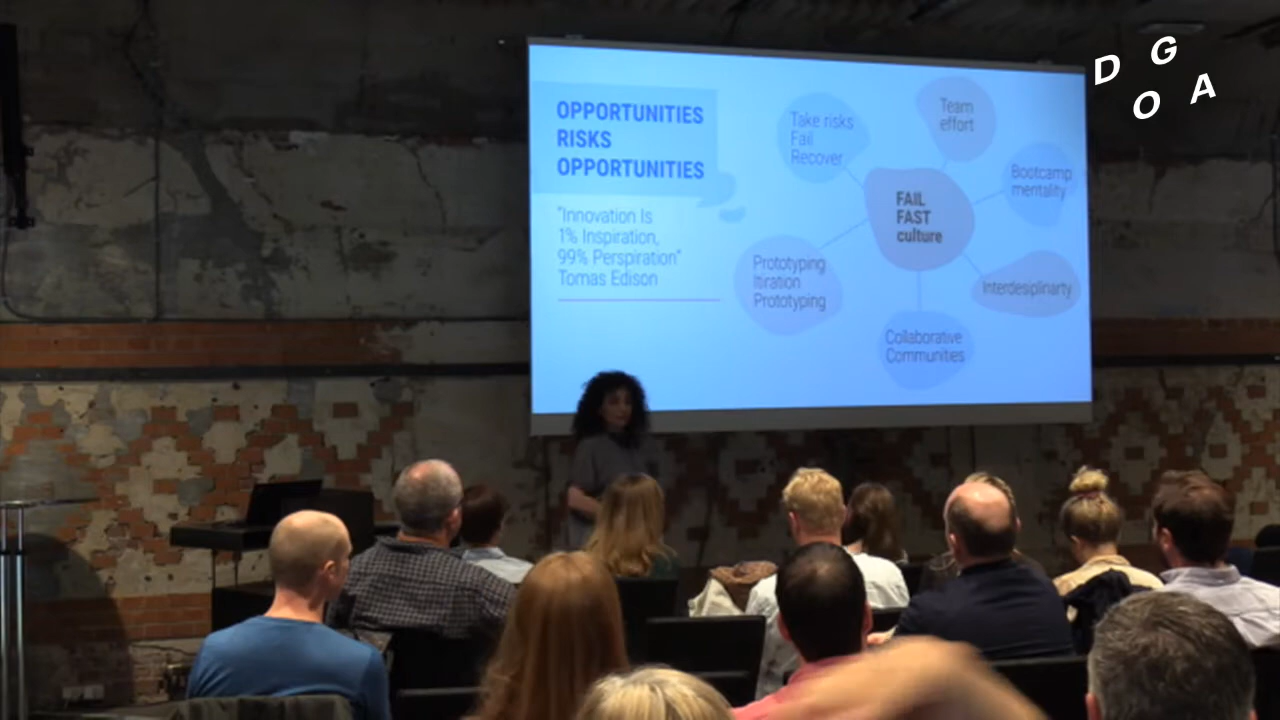 OPPORTUNITIES
RISKS
OPPORTUNITIES
"Innovation Is
1% Inspiration,
99% Perspiration"
Tomas Edison
Take risks
Fail
Recover
Team
effort
Bootcamp
mentality
FAIL
FAST
culture
Prototyping
Itiration
Prototyping
Interdesiplinarty
Collaborative
Communities
D G
O A